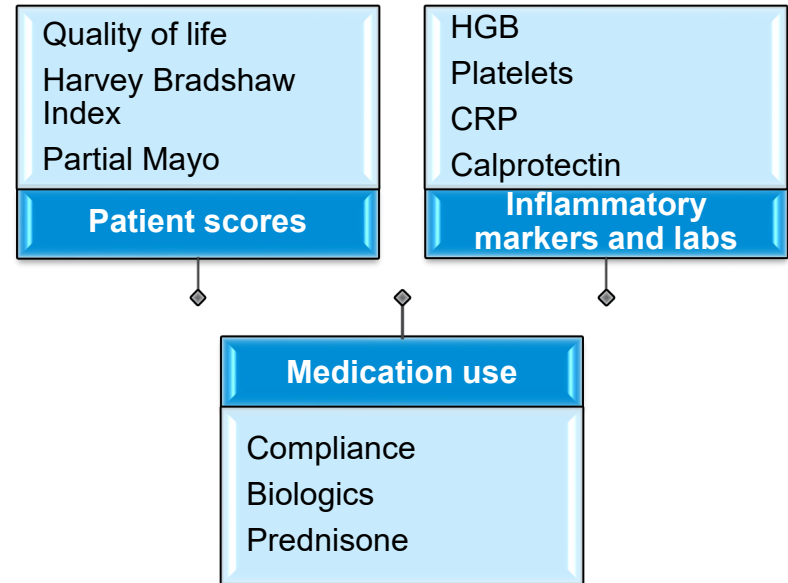 Quality of life
Harvey Bradshaw
Index
Partial Mayo
Patient scores
HGB
Platelets
CRP
Calprotectin
Inflammatory
markers and labs
Medication use
Compliance
Biologics
Prednisone